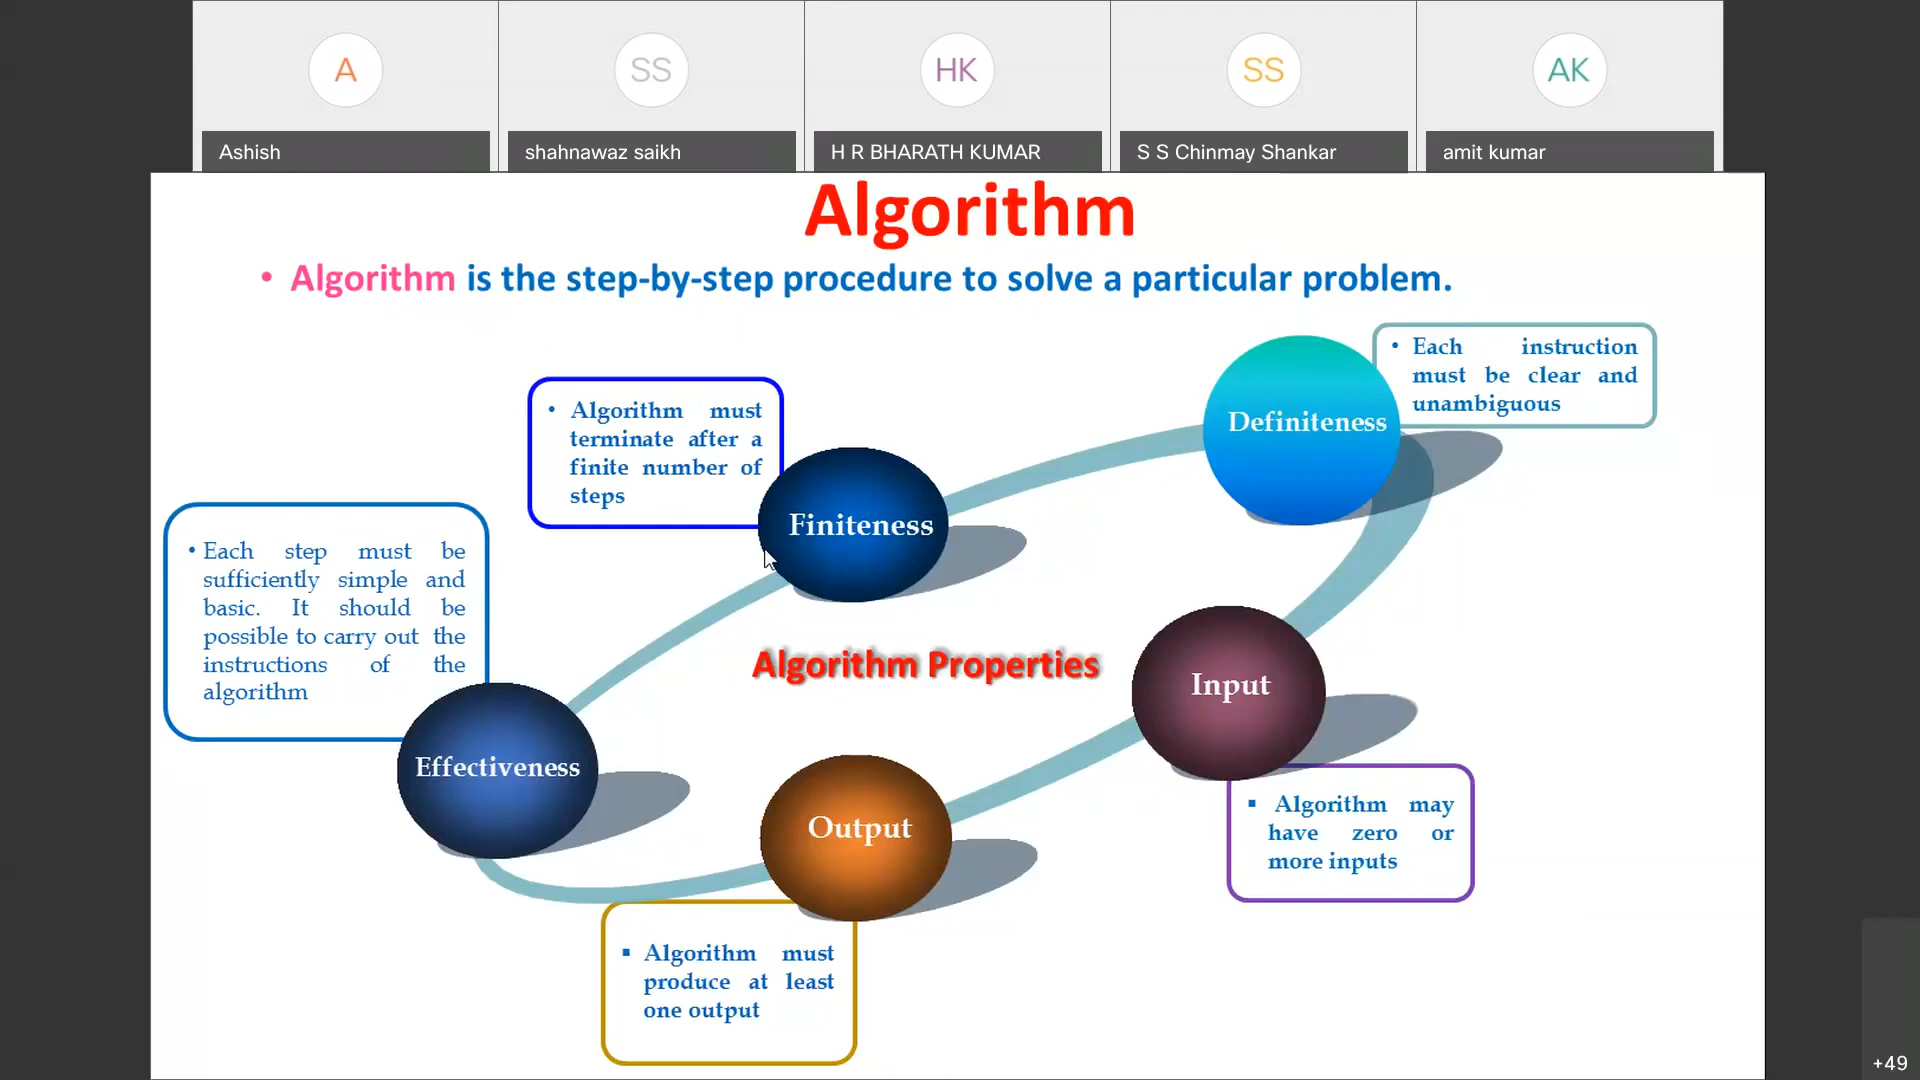 A
SS
HK
SS
AK
Ashish
shahnawaz saikh
H R BHARATH KUMAR
S S Chinmay Shankar
amit kumar
Algorithm
• Algorithm is the step-by-step procedure to solve a particular problem.
• Each instruction
must be clear and
unambiguous
Definiteness
• Algorithm must
terminate after a
finite number of
steps
Finiteness
• Each step must be
sufficiently simple and
basic. It should be
possible to carry out the
instructions of the
algorithm
Effectiveness
Algorithm Properties
Input
▪ Algorithm may
have zero or
more inputs
Output
▪ Algorithm must
produce at least
one output
+49